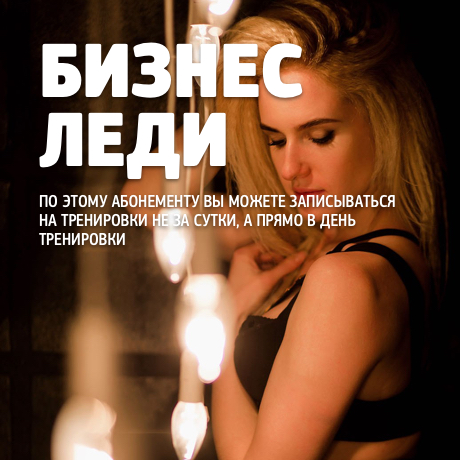 БИЗНЕС
ЛЕДИ
ПО ЭТОМУ АБОНЕМЕНТУ ВЫ МОЖЕТЕ ЗАПИСЫВАТЬСЯ
НА ТРЕНИРОВКИ НЕ ЗА СУТКИ, А ПРЯМО В ДЕНЬ
ТРЕНИРОВКИ